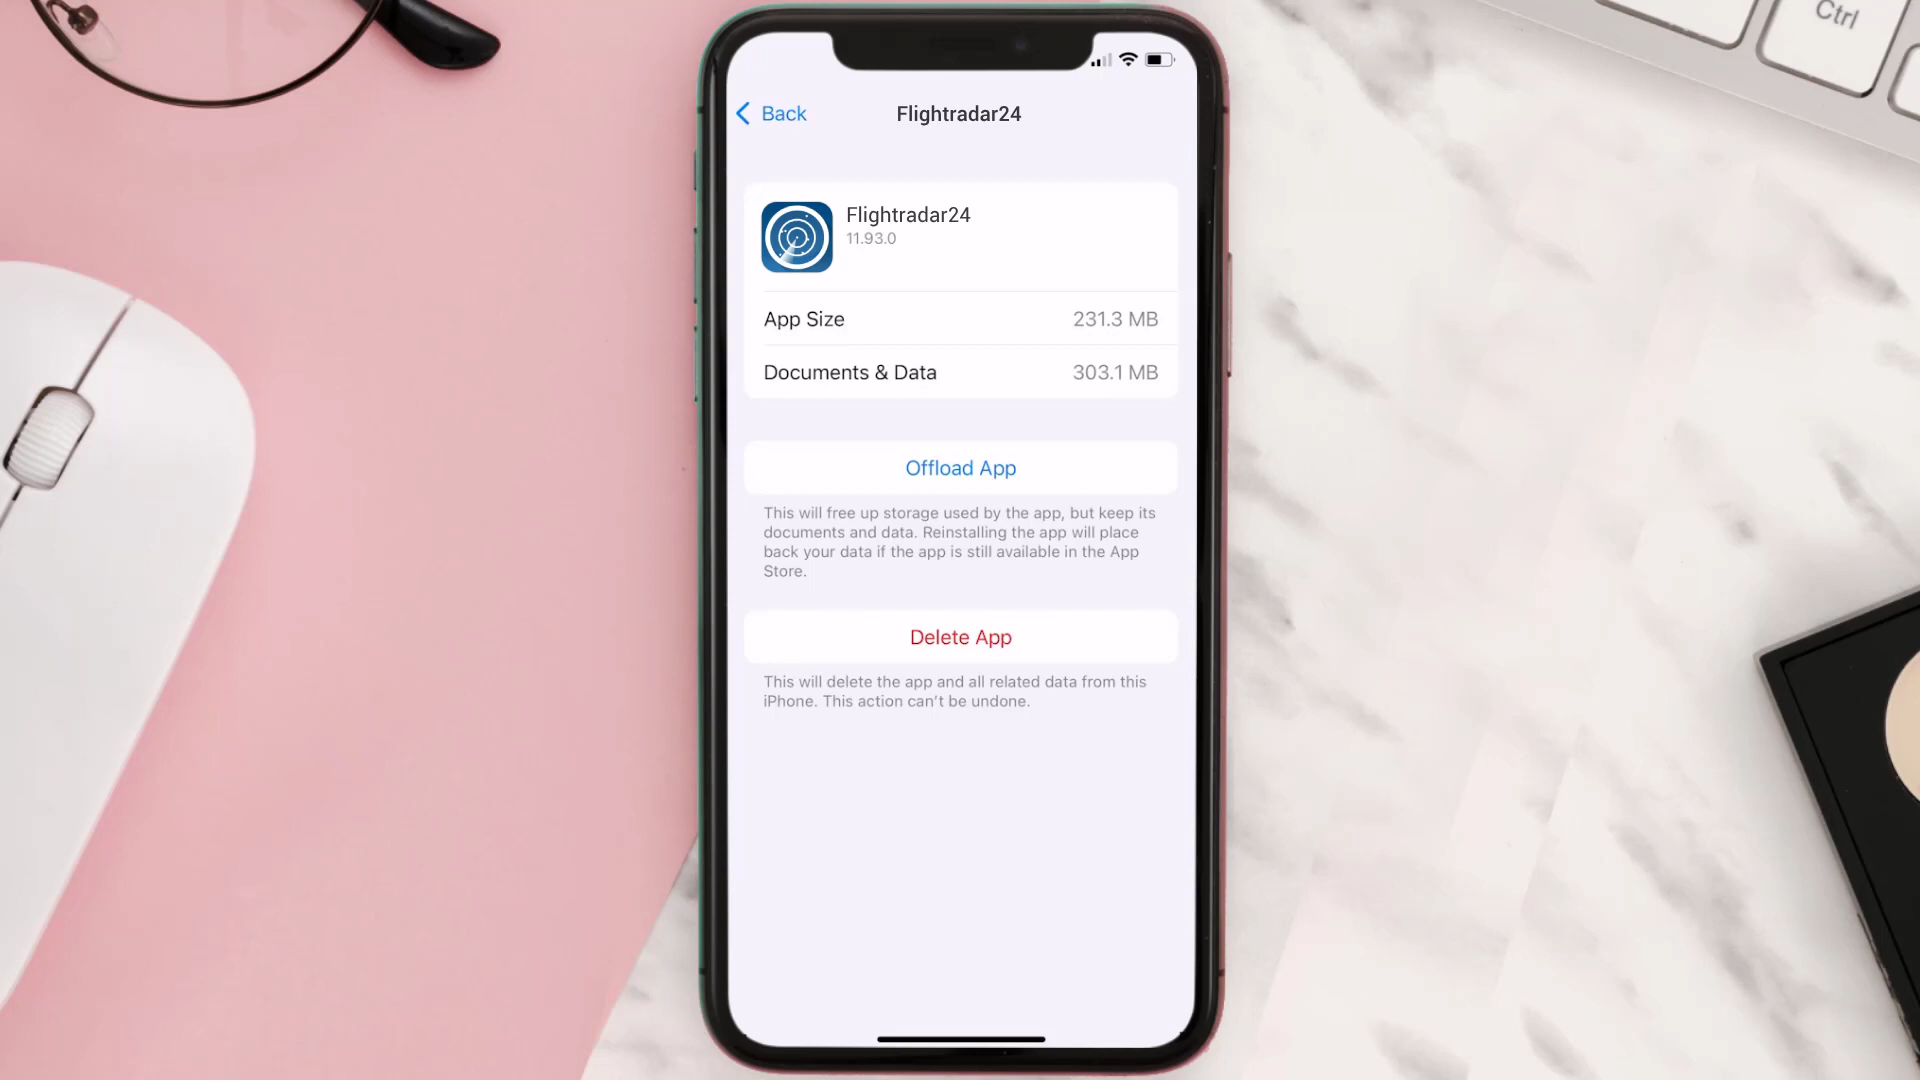 Ctrl
Back
Flightradar24
Flightradar24
11.93.0
App Size
231.3 MB
Documents & Data
303.1 MB
Offload App
This will free up storage used by the app, but keep its
documents and data. Reinstalling the app will place
back your data if the app is still available in the App
Store.
Delete App
This will delete the app and all related data from this
iPhone. This action can't be undone.